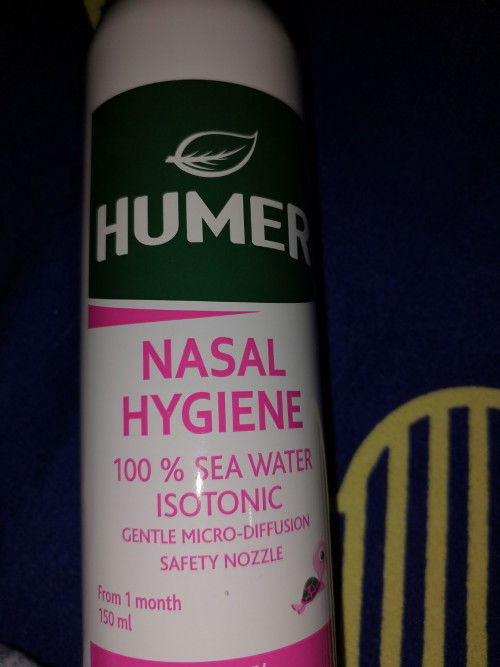 HUMER
NASAL
HYGIENE
100 % SEA WATER
ISOTONIC
GENTLE MICRO-DIFFUSION
SAFETY NOZZLE
From 1 month
150 ml